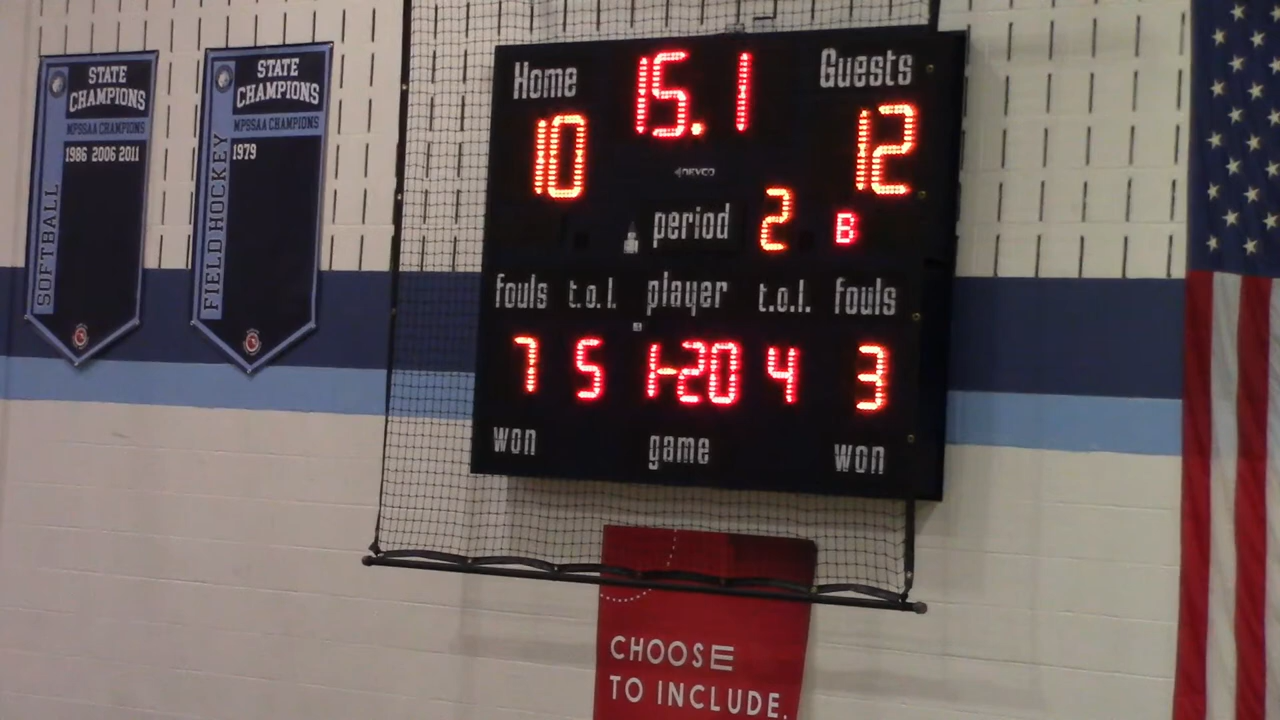 STATE
CHAMPIONS
MPSSAA CHAMPIONS
1986 2006 2011
SOFTBALL
STATE
CHAMPIONS
MPSSAA CHAMPIONS
1979
FIELD HOCKEY
Home 15.1 Guests
10 12
period 2 B
fouls t.o.l. player t.o.l. fouls
7 5 1-20 4 3
won game won
CHOOSE
TO INCLUDE.